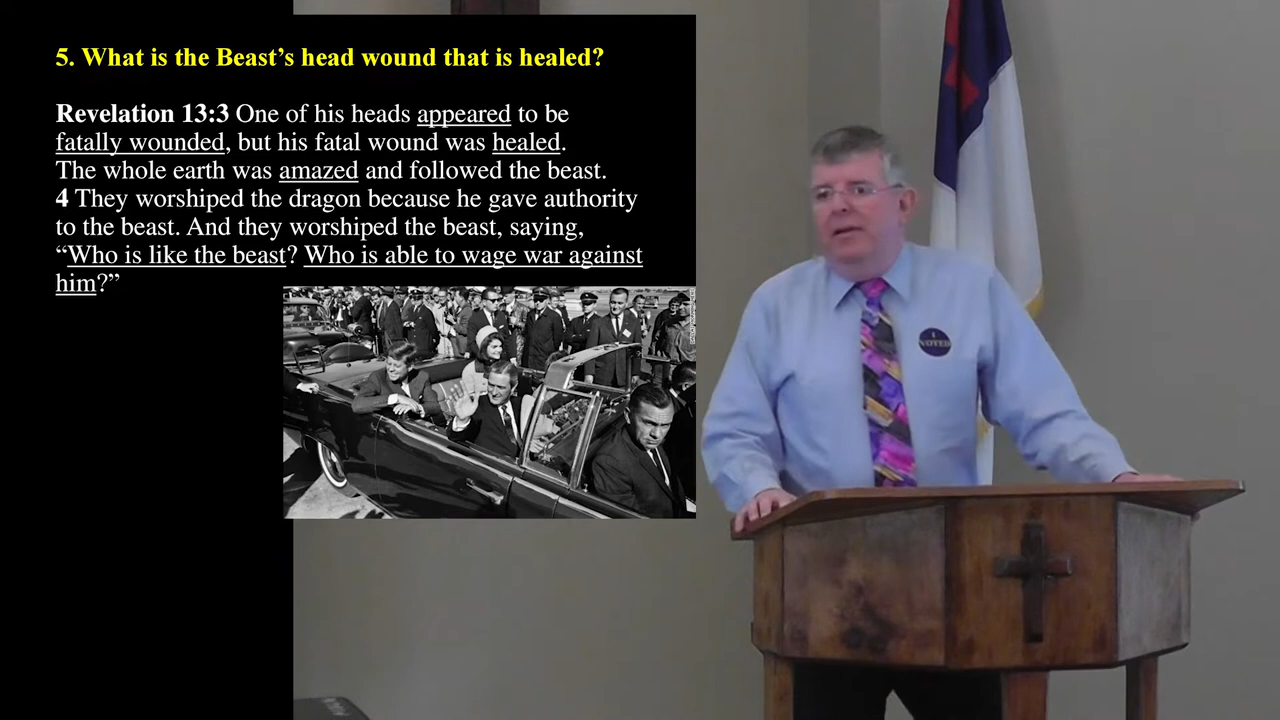 5. What is the Beast’s head wound that is healed?
Revelation 13:3 One of his heads appeared to be
fatally wounded, but his fatal wound was healed.
The whole earth was amazed and followed the beast.
4 They worshiped the dragon because he gave authority
to the beast. And they worshiped the beast, saying,
“Who is like the beast? Who is able to wage war against
him?”
I
VOTED